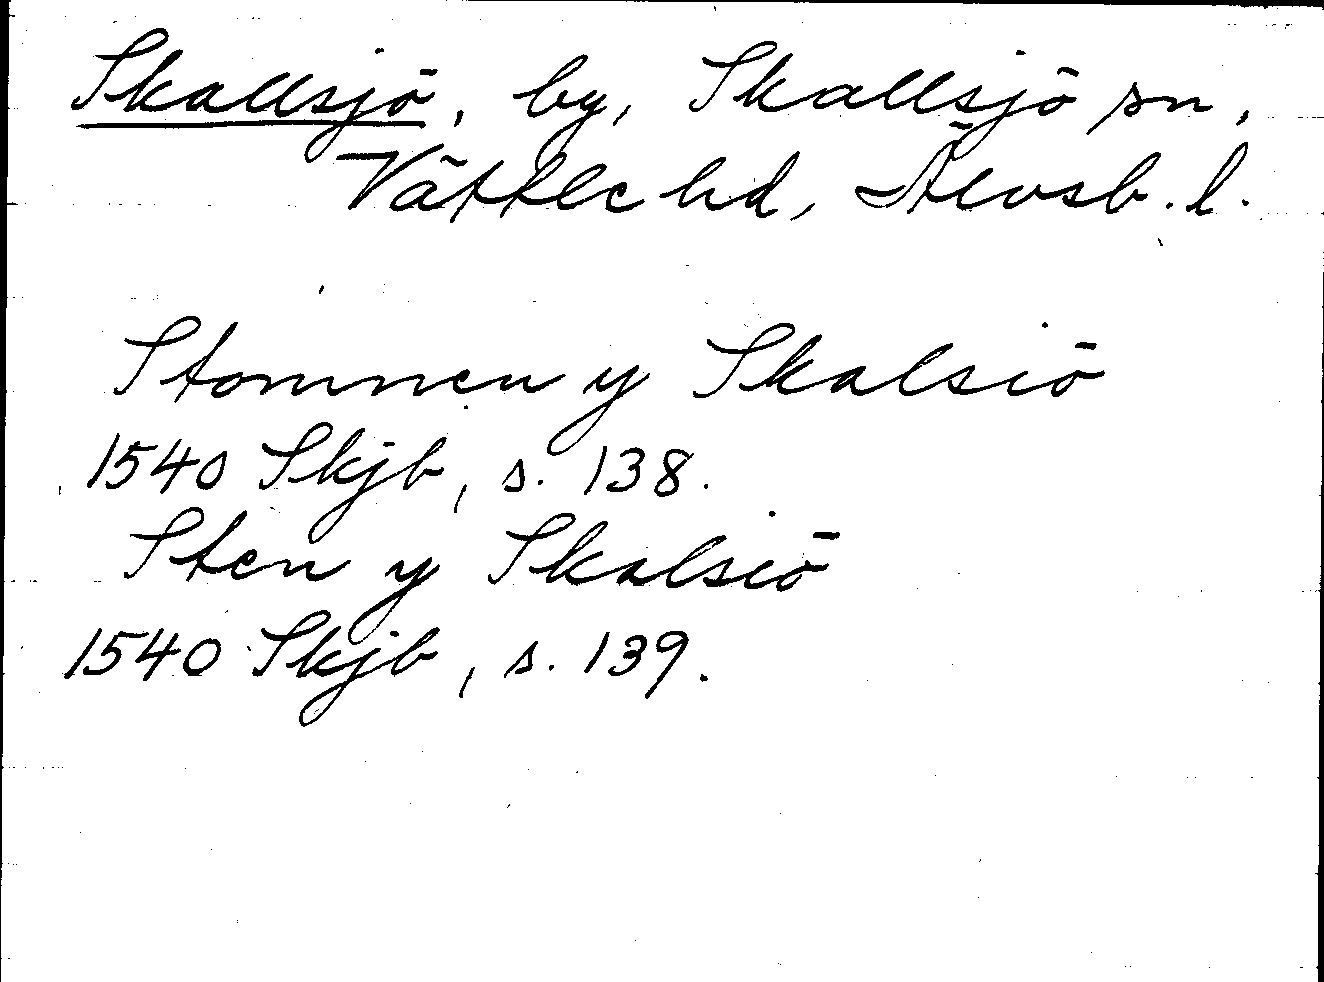 Skallsjö, by, Skallsjö sn,
Vättle hd, Älvsb. l.
Stommen y Skalsiö
1540 Skjb, s. 138.
Sten y Skalsiö
1540 Skjb, s. 139.